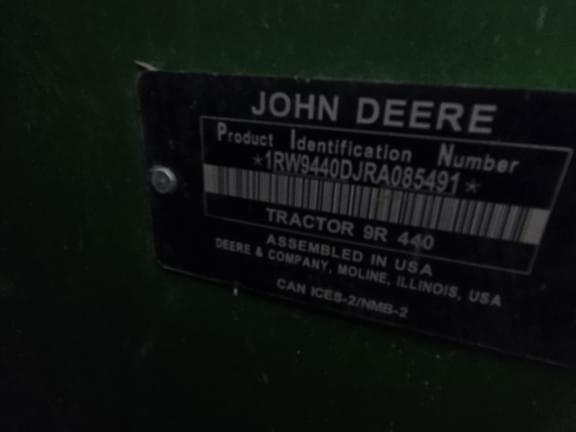 JOHN DEERE
Product Identification Number
*1RW9440DJRA085491*
TRACTOR 9R 440
ASSEMBLED IN USA
DEERE & COMPANY, MOLINE, ILLINOIS, USA
CAN ICES-2/NMB-2